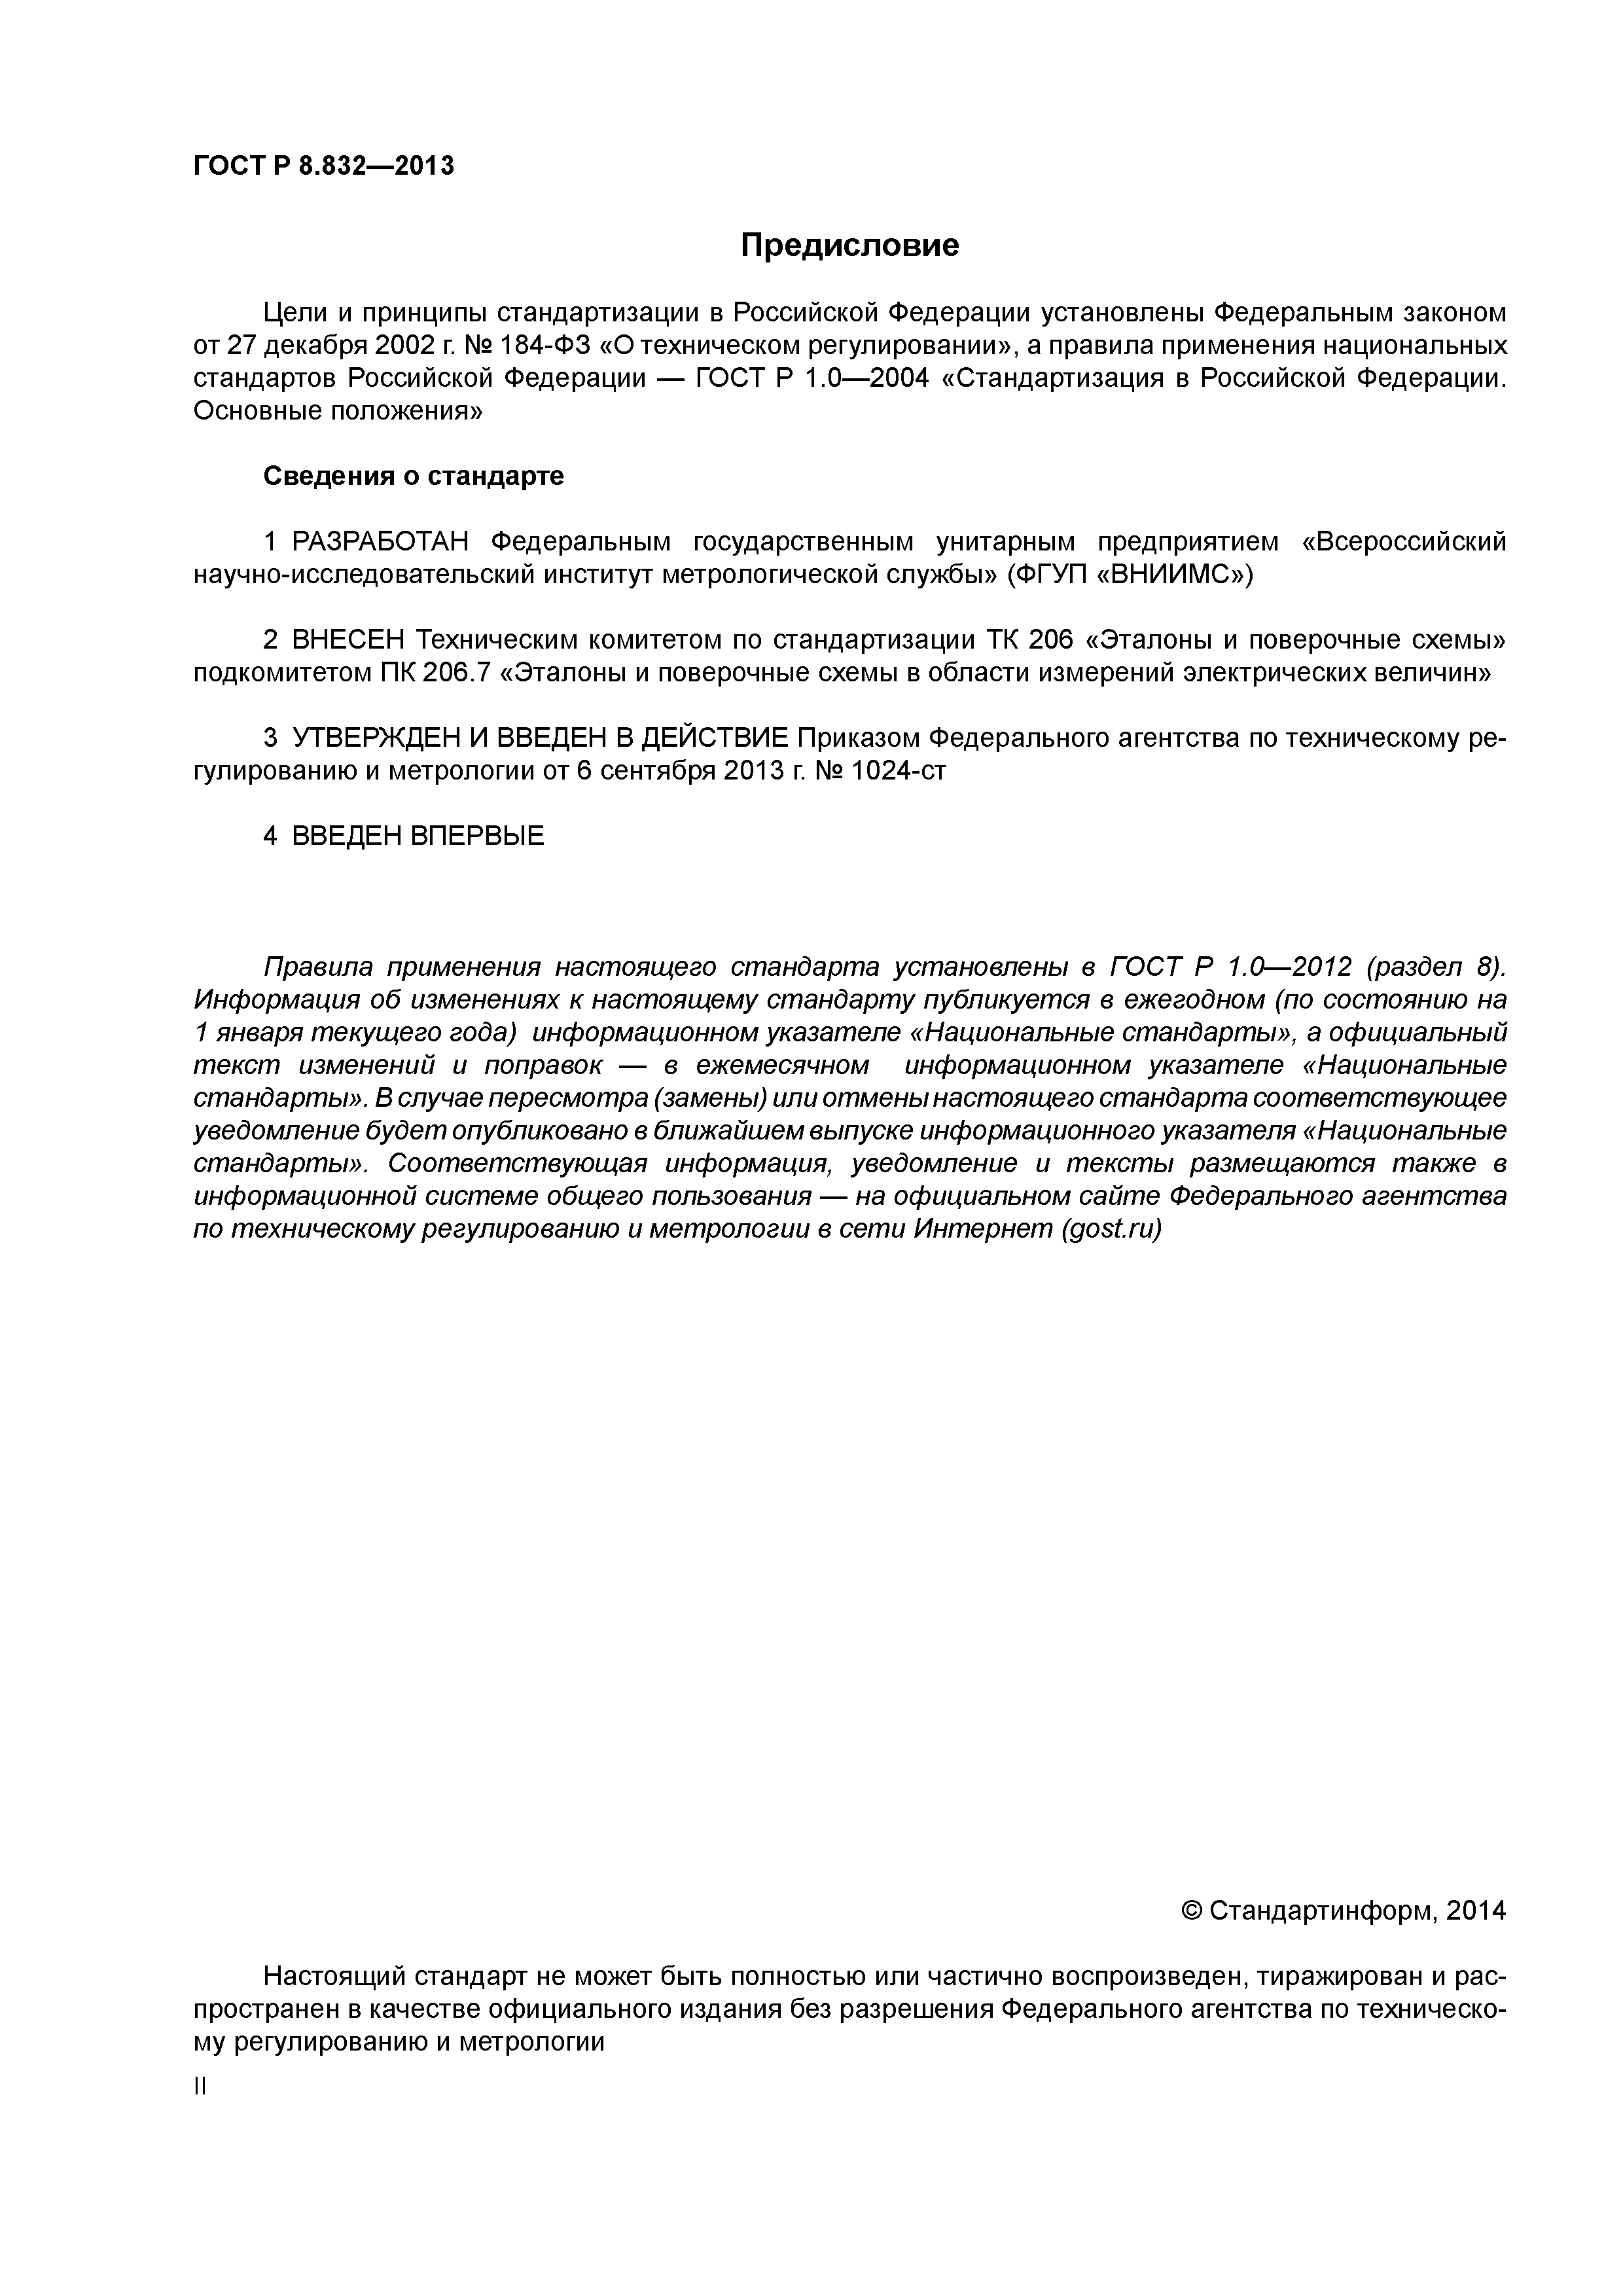 ГОСТ Р 8.832—2013
Предисловие
Цели и принципы стандартизации в Российской Федерации установлены Федеральным законом
от 27 декабря 2002 г. № 184-ФЗ «О техническом регулировании», а правила применения национальных
стандартов Российской Федерации — ГОСТ Р 1.0—2004 «Стандартизация в Российской Федерации.
Основные положения»
Сведения о стандарте
1 РАЗРАБОТАН Федеральным государственным унитарным предприятием «Всероссийский
научно-исследовательский институт метрологической службы» (ФГУП «ВНИИМС»)
2 ВНЕСЕН Техническим комитетом по стандартизации ТК 206 «Эталоны и поверочные схемы»
подкомитетом ПК 206.7 «Эталоны и поверочные схемы в области измерений электрических величин»
3 УТВЕРЖДЕН И ВВЕДЕН В ДЕЙСТВИЕ Приказом Федерального агентства по техническому ре-
гулированию и метрологии от 6 сентября 2013 г. № 1024-ст
4 ВВЕДЕН ВПЕРВЫЕ
Правила применения настоящего стандарта установлены в ГОСТ Р 1.0—2012 (раздел 8).
Информация об изменениях к настоящему стандарту публикуется в ежегодном (по состоянию на
1 января текущего года) информационном указателе «Национальные стандарты», а официальный
текст изменений и поправок — в ежемесячном информационном указателе «Национальные
стандарты». В случае пересмотра (замены) или отмены настоящего стандарта соответствующее
уведомление будет опубликовано в ближайшем выпуске информационного указателя «Национальные
стандарты». Соответствующая информация, уведомление и тексты размещаются также в
информационной системе общего пользования — на официальном сайте Федерального агентства
по техническому регулированию и метрологии в сети Интернет (gost.ru)
© Стандартинформ, 2014
Настоящий стандарт не может быть полностью или частично воспроизведен, тиражирован и рас-
пространен в качестве официального издания без разрешения Федерального агентства по техническо-
му регулированию и метрологии
II